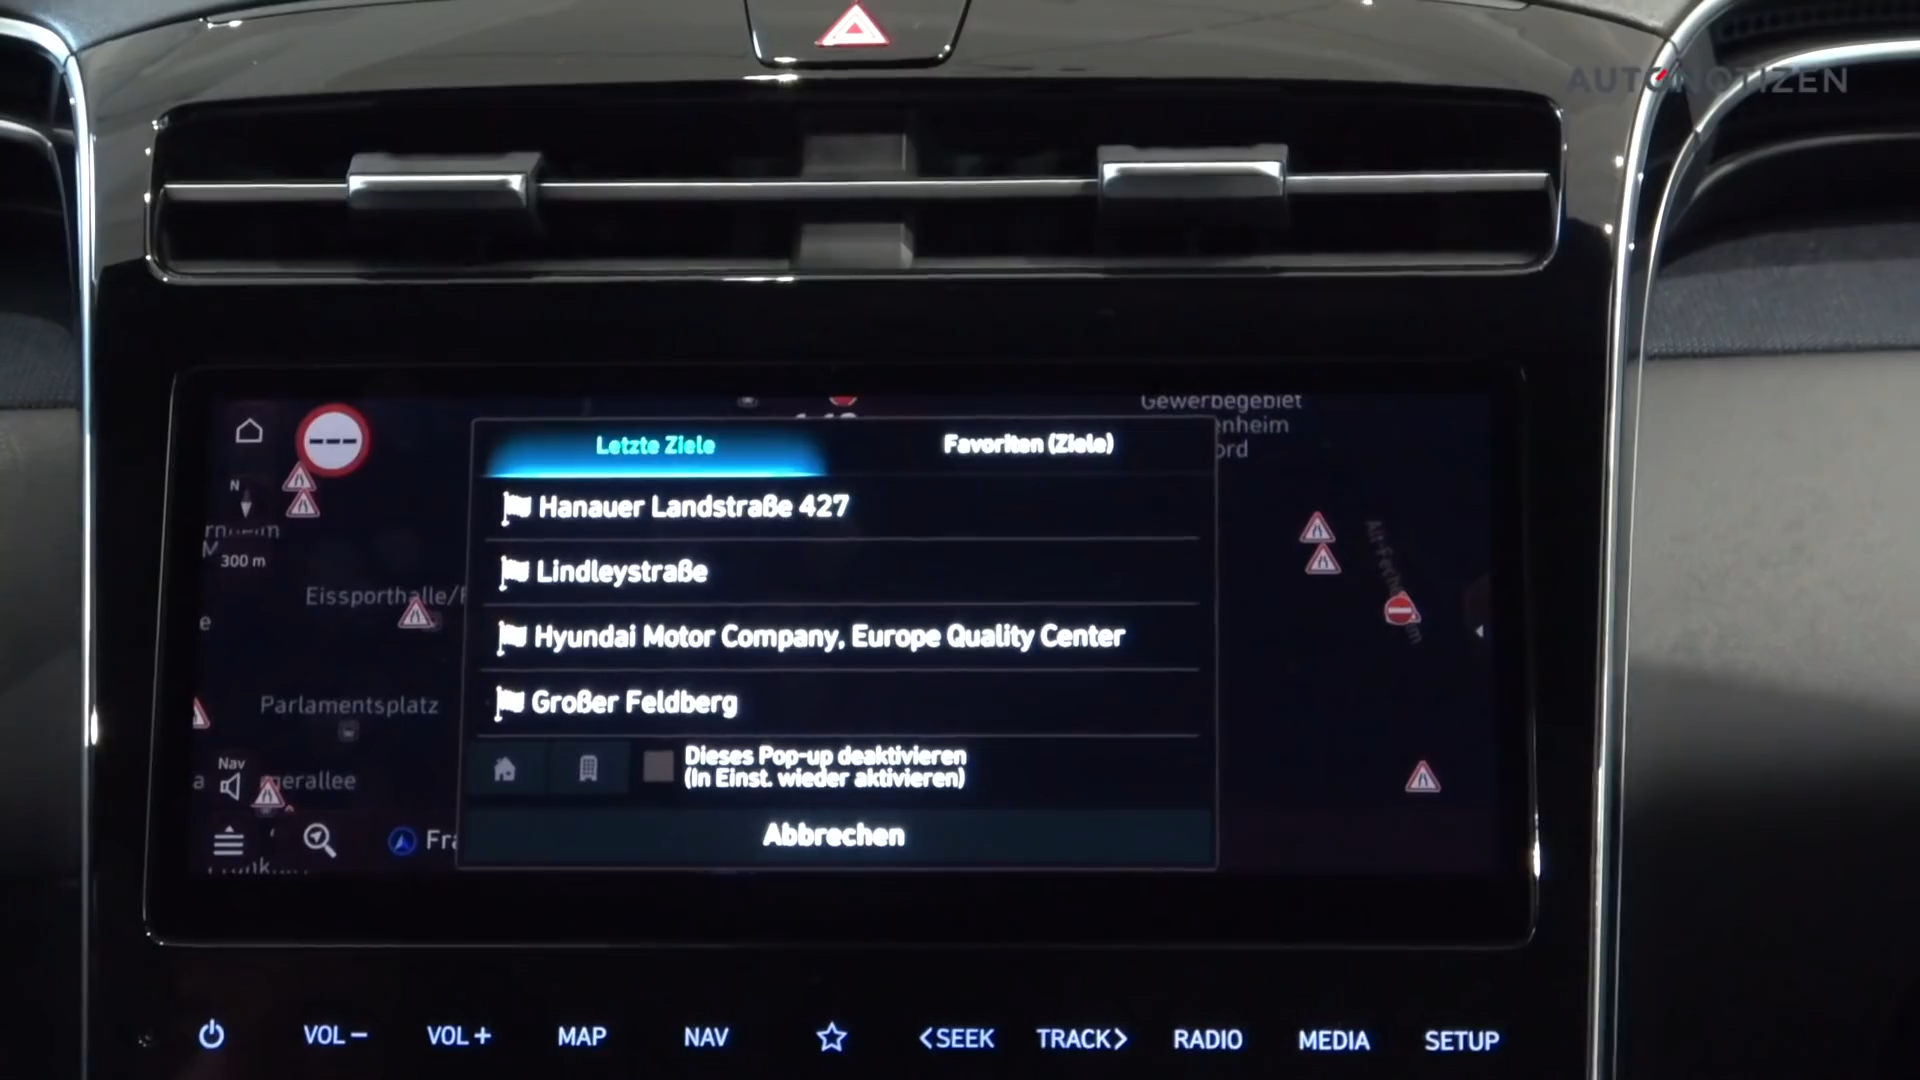 AUTONOTIZEN
Gewerbegebiet
Letzte Ziele
Favoriten (Ziele)
Hanauer Landstraße 427
N
300 m
Lindleystraße
Eissporthalle/F
Hyundai Motor Company, Europe Quality Center
Parlamentsplatz
Großer Feldberg
Nav
Dieses Pop-up deaktivieren
(In Einst. wieder aktivieren)
Abbrechen
VOL −
VOL +
MAP
NAV
<SEEK
TRACK>
RADIO
MEDIA
SETUP